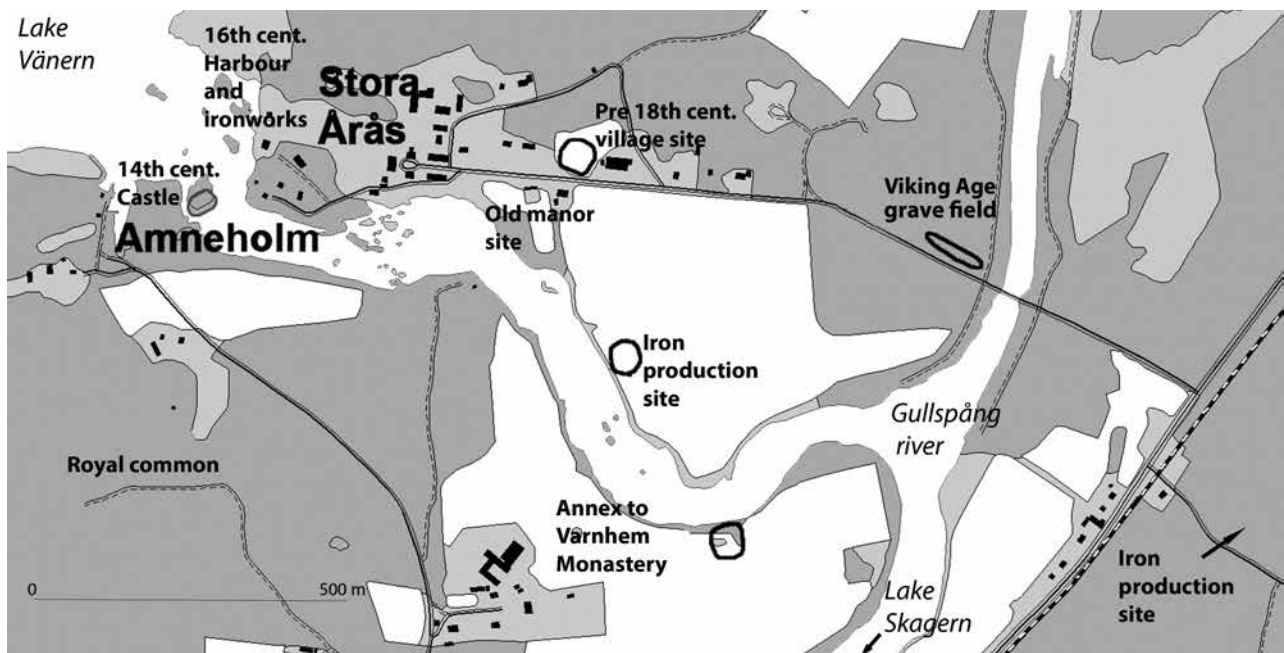 Lake
Vänern
16th cent.
Harbour
and
ironworks
Stora
Årås
Pre 18th cent.
village site
14th cent.
Castle
Amneholm
Old manor
site
Viking Age
grave field
Iron
production
site
Gullspång
river
Royal common
Annex to
Varnhem
Monastery
0 500 m
Lake
Skagern
Iron
production
site